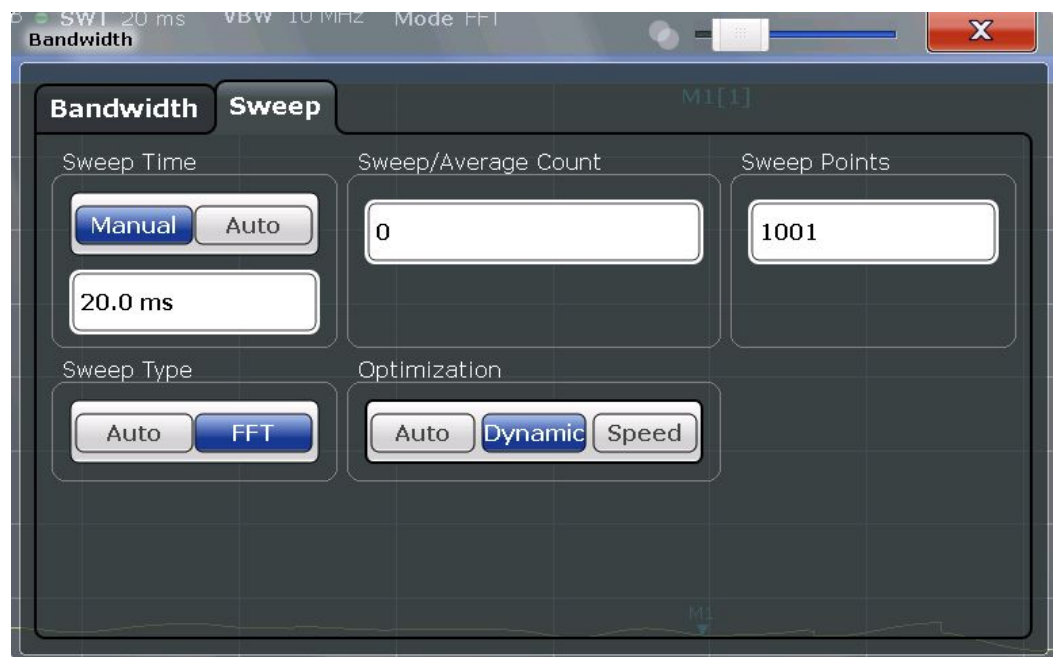 SWT 20 ms VBW 10 MHz Mode FFT
Bandwidth
X
M1[1]
Bandwidth Sweep
Sweep Time Sweep/Average Count Sweep Points
Manual Auto
0
1001
20.0 ms
Sweep Type Optimization
Auto FFT
Auto Dynamic Speed
M1